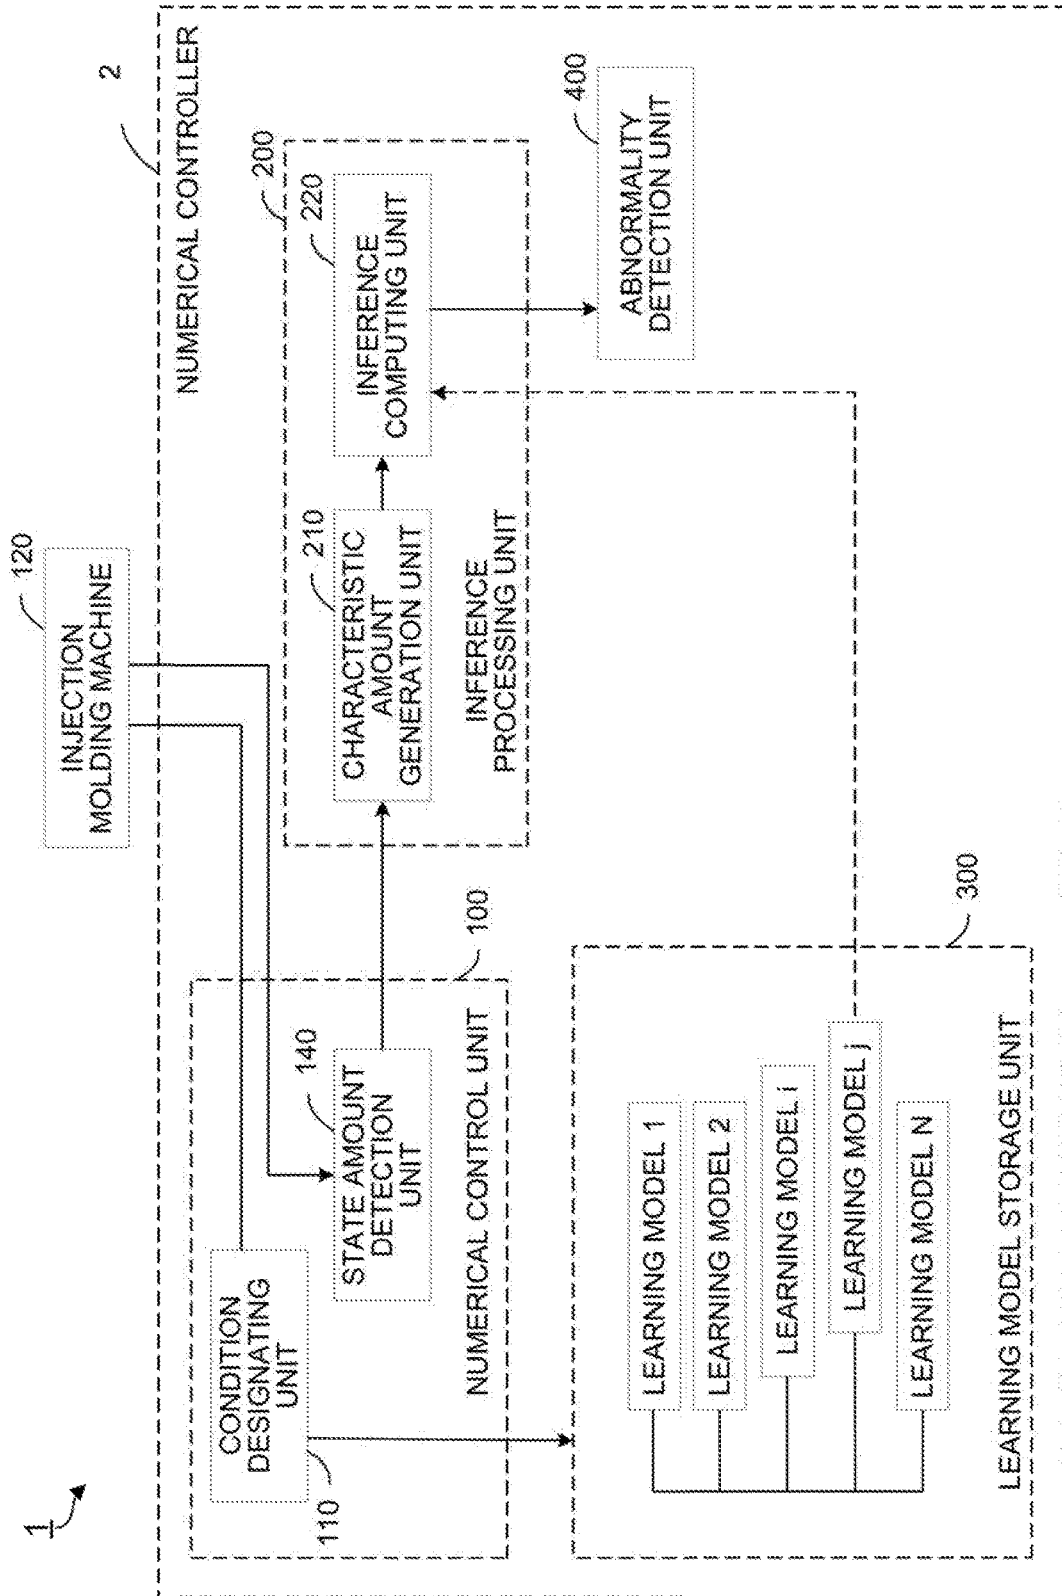 1
2
NUMERICAL CONTROLLER
120
INJECTION
MOLDING MACHINE
110
CONDITION
DESIGNATING
UNIT
140
STATE AMOUNT
DETECTION
UNIT
NUMERICAL CONTROL UNIT
100
200
210
CHARACTERISTIC
AMOUNT
GENERATION UNIT
220
INFERENCE
COMPUTING UNIT
INFERENCE
PROCESSING UNIT
400
ABNORMALITY
DETECTION UNIT
300
LEARNING MODEL 1
LEARNING MODEL 2
LEARNING MODEL i
LEARNING MODEL j
LEARNING MODEL N
LEARNING MODEL STORAGE UNIT